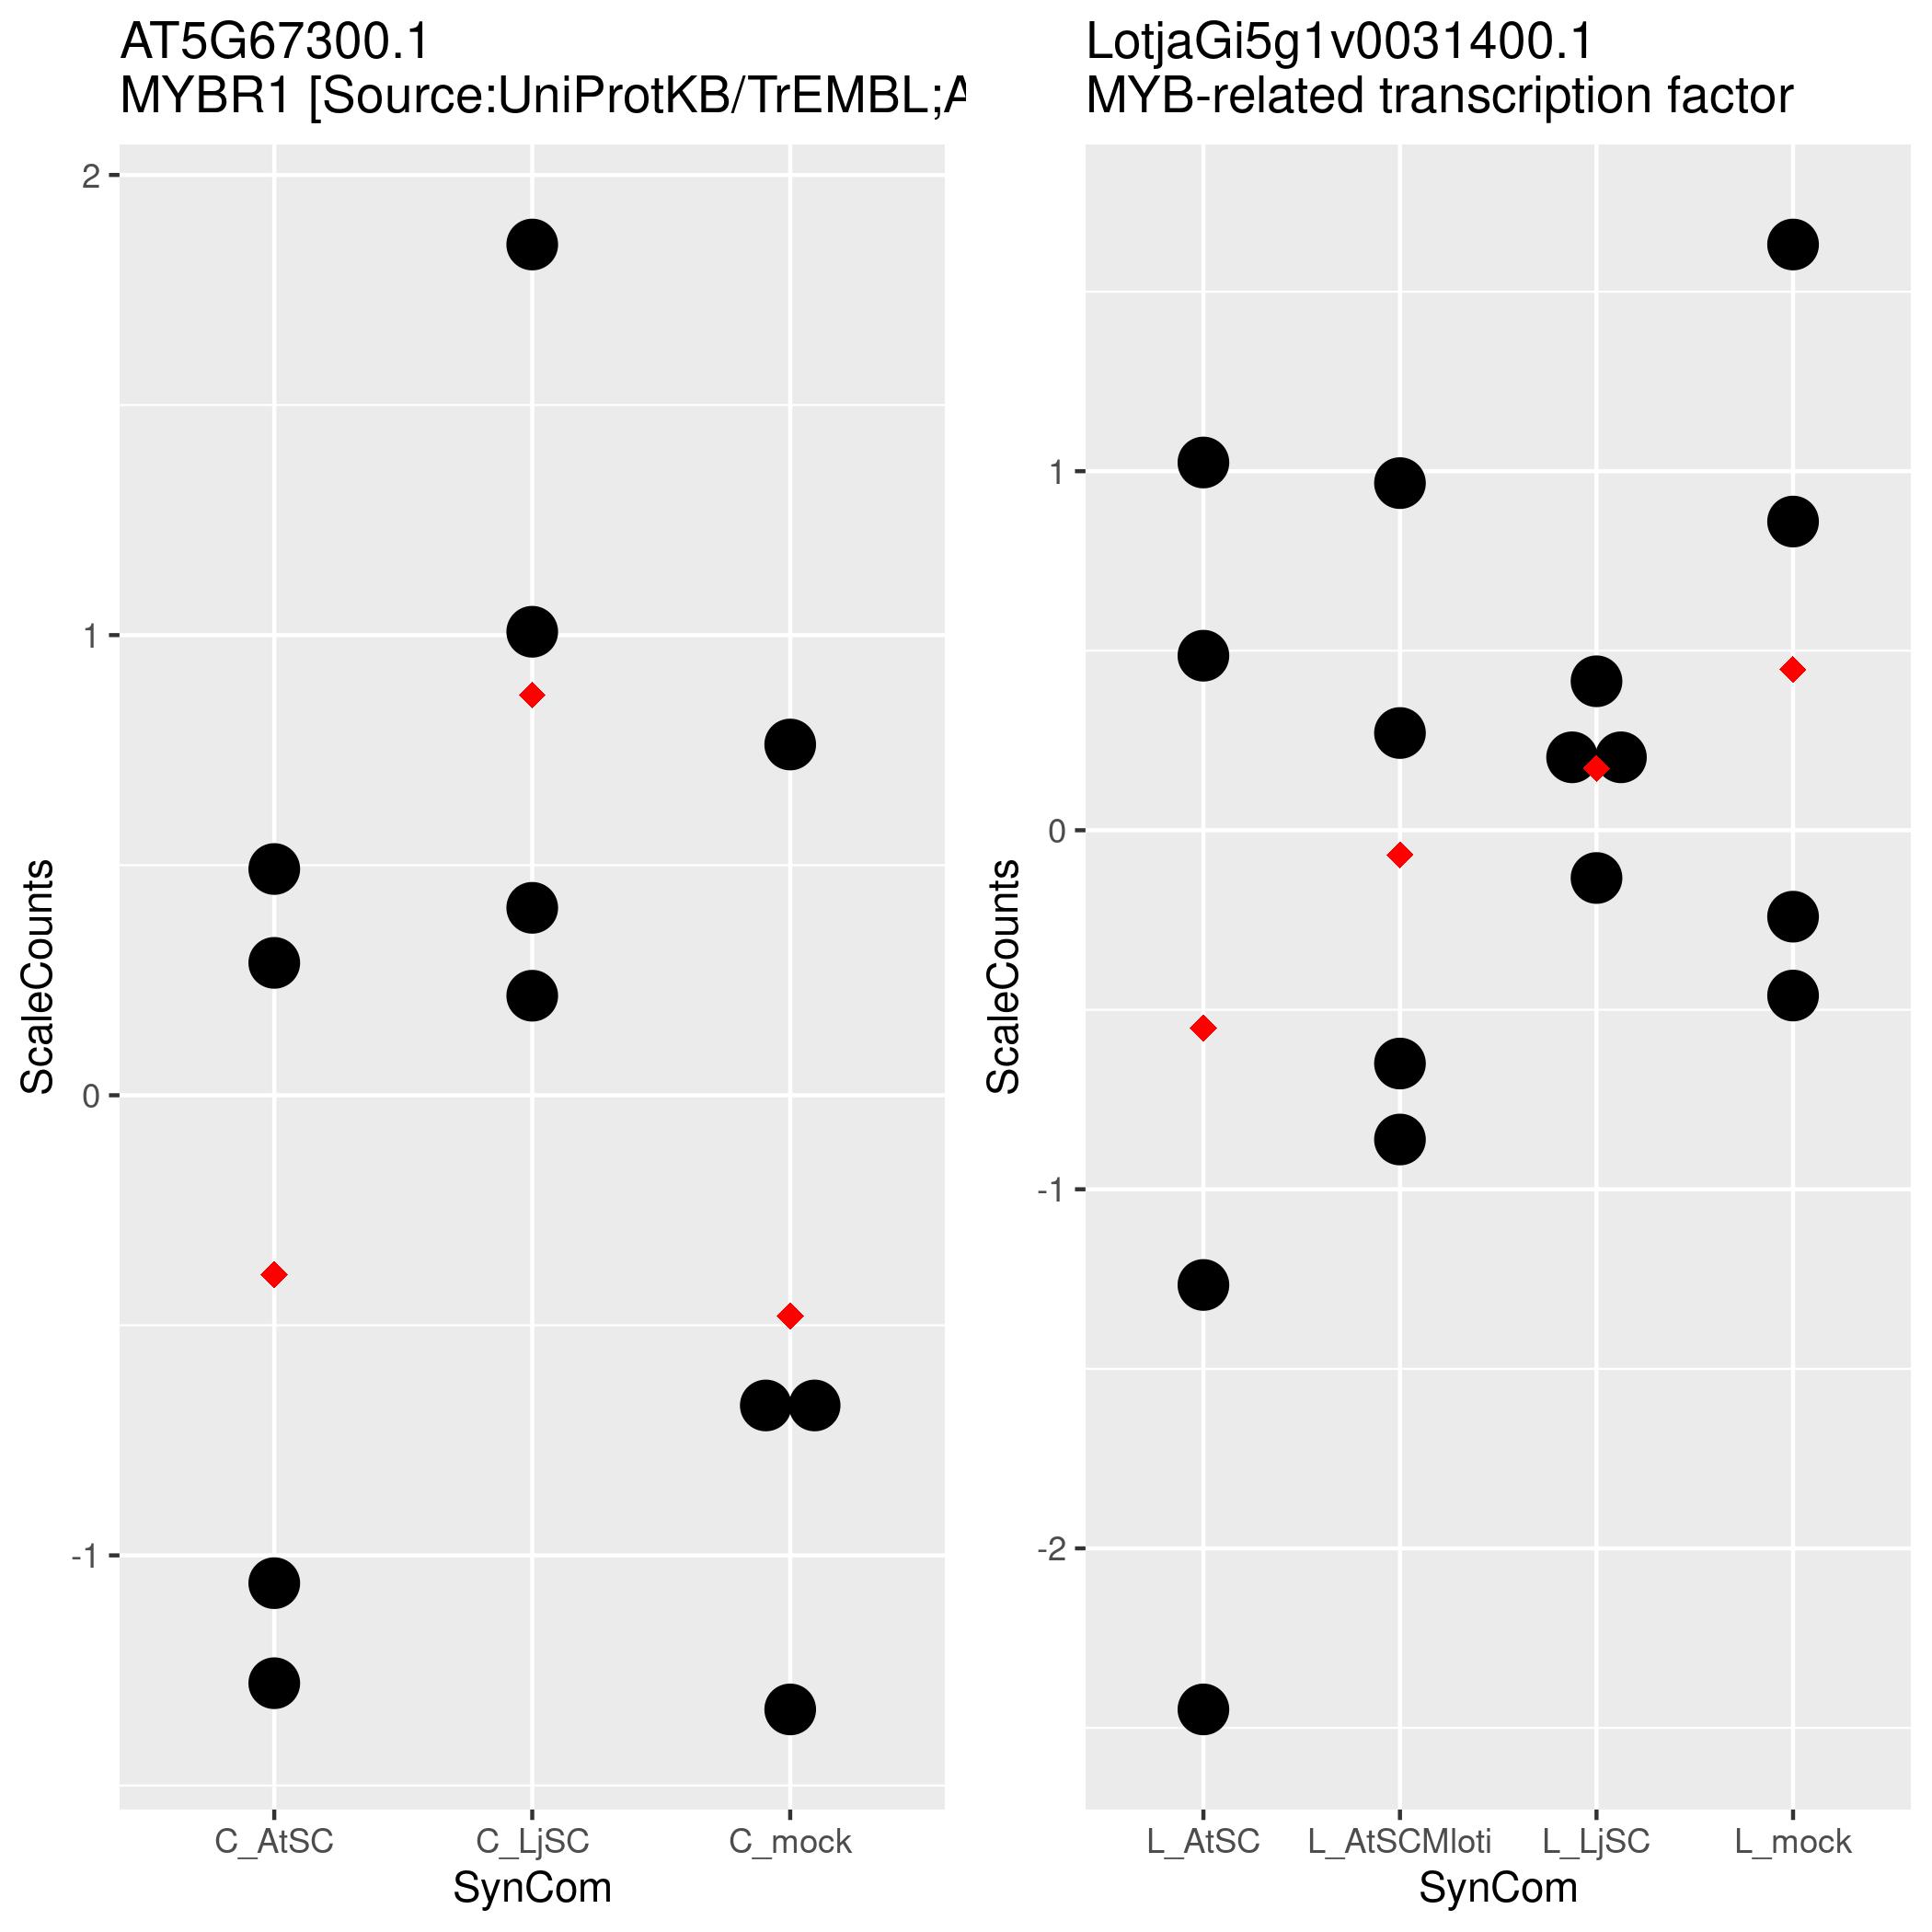 AT5G67300.1
MYBR1 [Source:UniProtKB/TrEMBL;A
ScaleCounts
2
1
0
-1
C_AtSC C_LjSC C_mock
SynCom
LotjaGi5g1v0031400.1
MYB-related transcription factor
ScaleCounts
1
0
-1
-2
L_AtSC L_AtSCMloti L_LjSC L_mock
SynCom